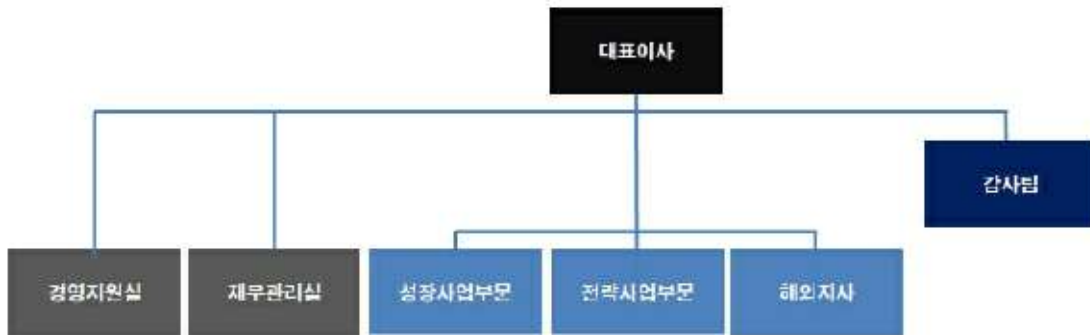 대표이사
감사팀
경영지원실
재무관리실
성장사업부문
전략사업부문
해외지사